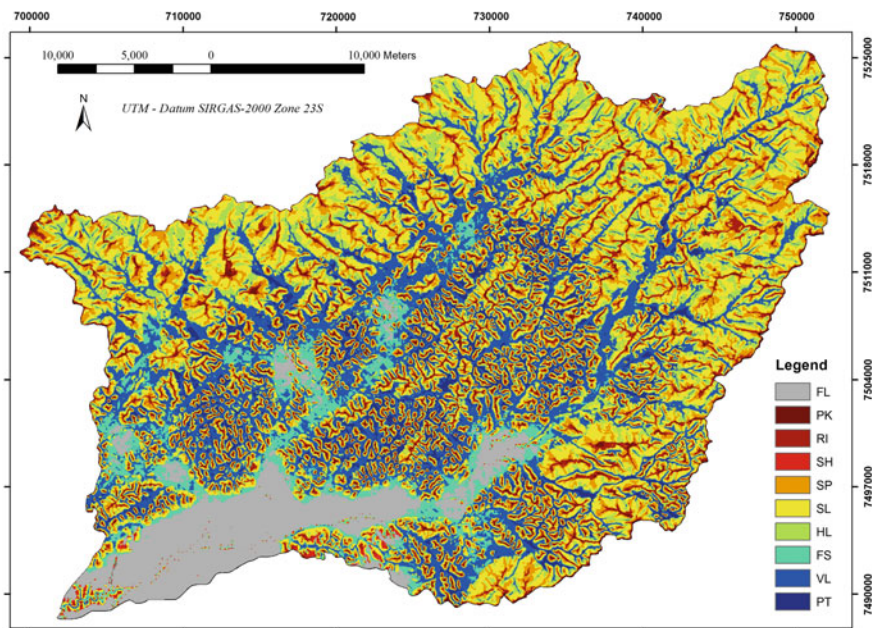 700000 710000 720000 730000 740000 750000
10,000 5,000 0 10,000 Meters
N
UTM - Datum SIRGAS-2000 Zone 23S
7525000
7518000
7511000
7504000
7497000
7490000
Legend
FL
PK
RI
SH
SP
SL
HL
FS
VL
PT